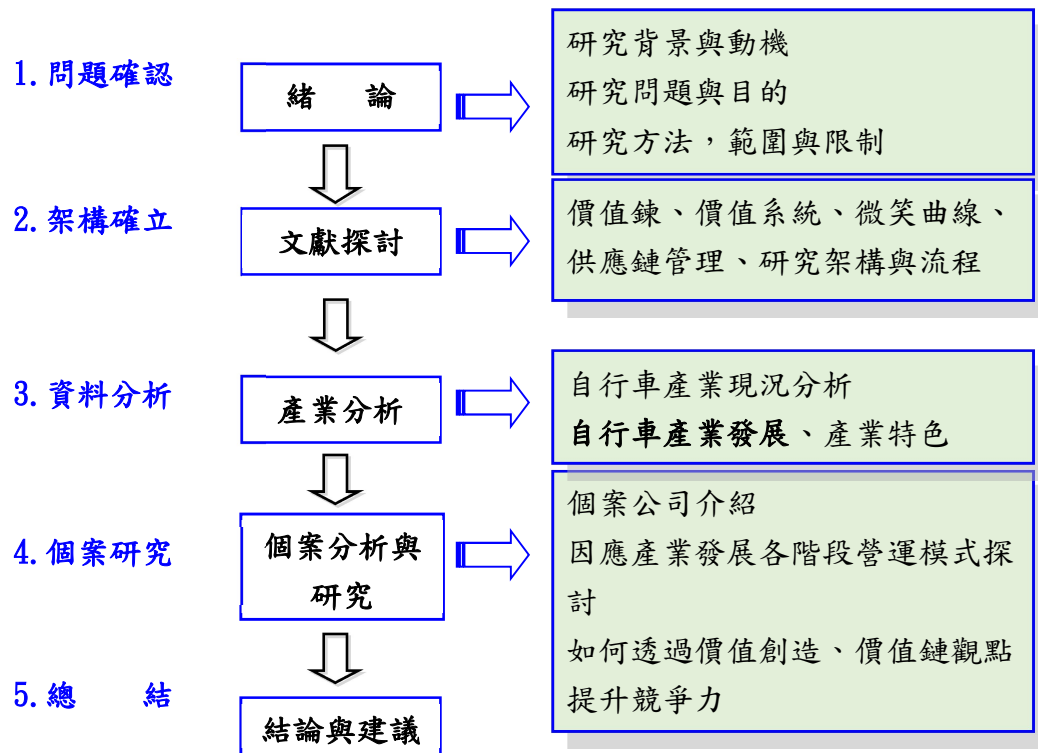 1.問題確認
緒　論
研究背景與動機
研究問題與目的
研究方法，範圍與限制
2.架構確立
文獻探討
價值鍊、價值系統、微笑曲線、
供應鏈管理、研究架構與流程
3.資料分析
產業分析
自行車產業現況分析
自行車產業發展、產業特色
4.個案研究
個案分析與
研究
個案公司介紹
因應產業發展各階段營運模式探
討
如何透過價值創造、價值鏈觀點
提升競爭力
5.總　結
結論與建議